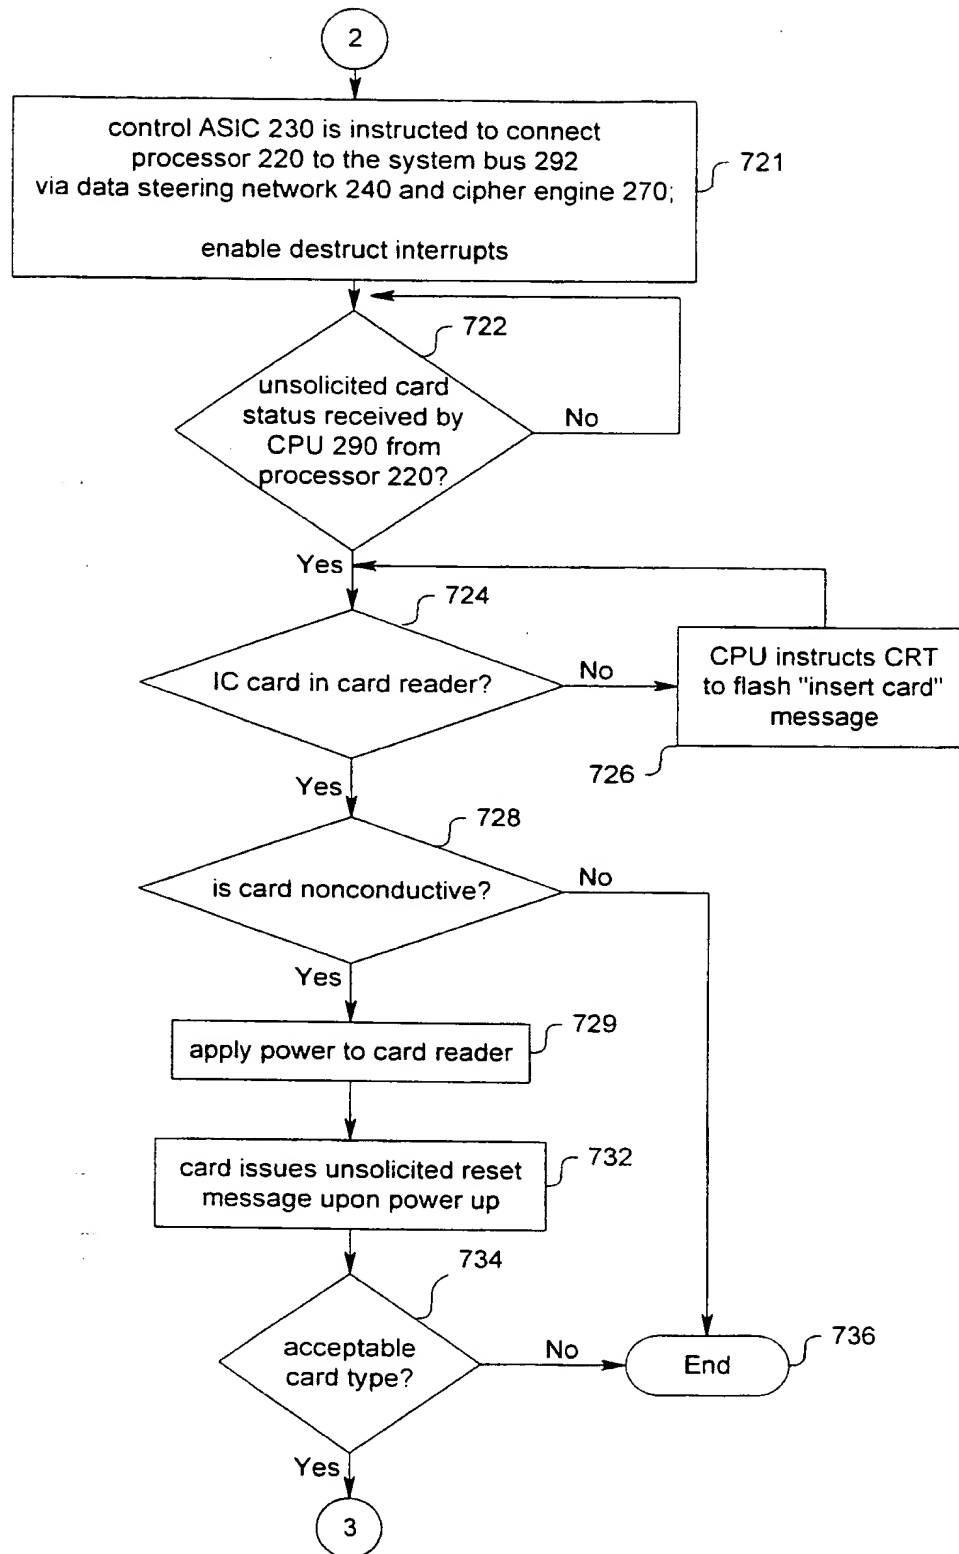 2
control ASIC 230 is instructed to connect
processor 220 to the system bus 292
via data steering network 240 and cipher engine 270;
enable destruct interrupts
721
722
unsolicited card
status received by
CPU 290 from
processor 220?
No
Yes
724
IC card in card reader?
No
CPU instructs CRT
to flash "insert card"
message
726
Yes
728
is card nonconductive?
No
Yes
729
apply power to card reader
card issues unsolicited reset
message upon power up
732
734
acceptable
card type?
No
End
736
Yes
3